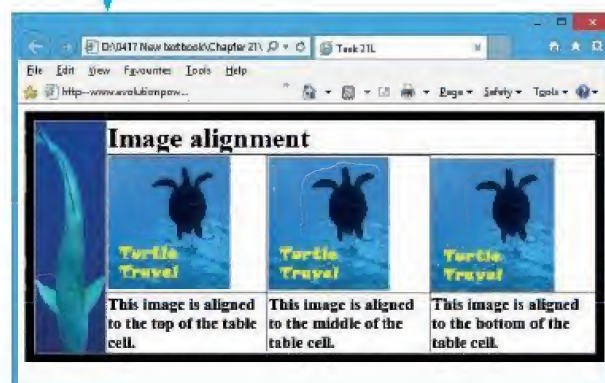 D:\0417 New textbook\Chapter 21\
Task 21L
File Edit View Favourites Tools Help
http--www.evolutionpow...
Page Safety Tools
Image alignment
Turtle
Travel
Turtle
Travel
Turtle
Travel
This image is aligned
to the top of the table
cell.
This image is aligned
to the middle of the
table cell.
This image is aligned
to the bottom of the
table cell.